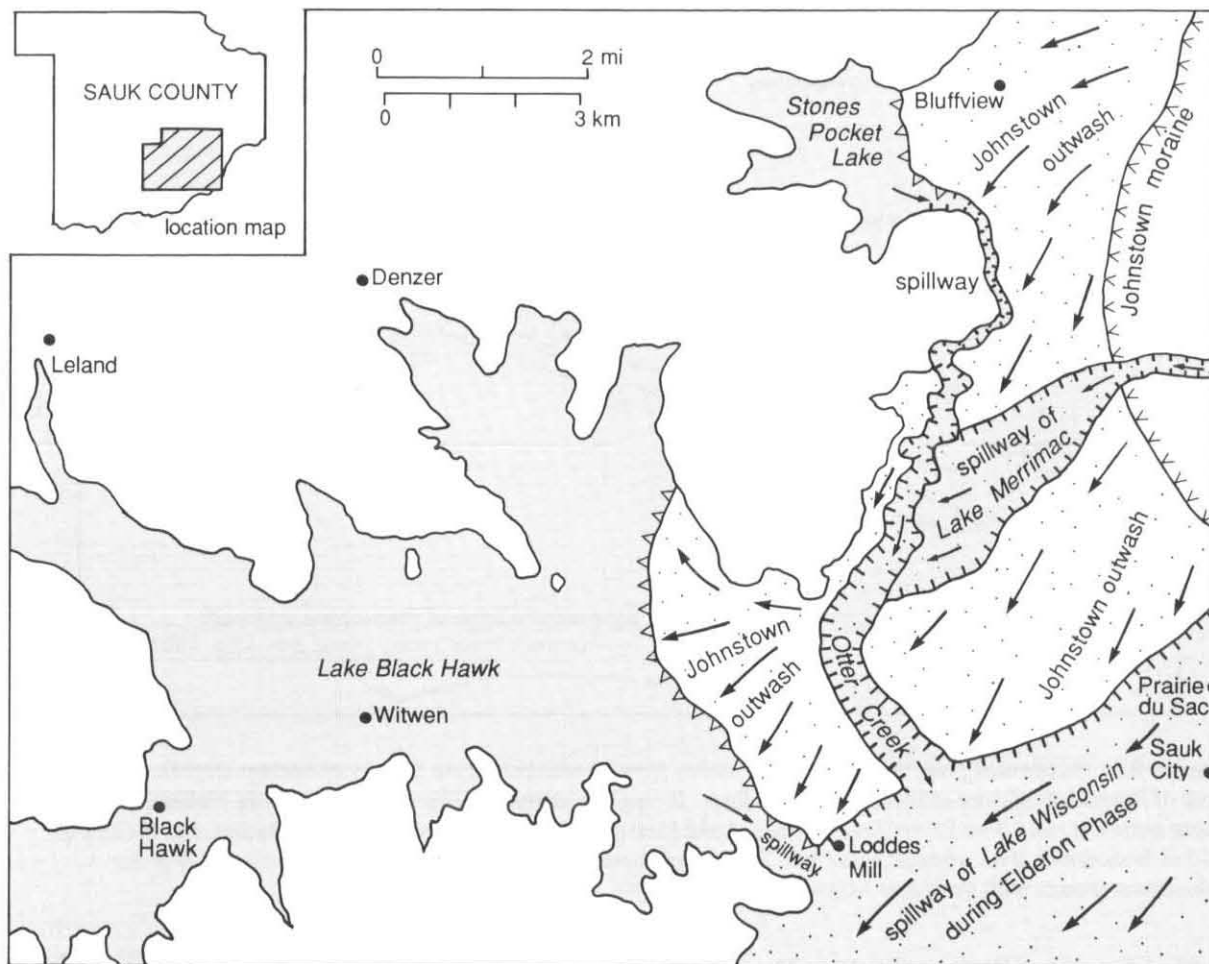 SAUK COUNTY
location map
0 2 mi
0 3 km
Stones
Pocket
Lake
Bluffview
Johnstown
outwash
Johnstown moraine
spillway
Denzer
Leland
spillway of
Lake Merrimac
Johnstown
outwash
Johnstown outwash
Otter
Creek
Lake Black Hawk
Witwen
Prairie
du Sac
Sauk
City
Black
Hawk
spillway
Loddes
Mill
spillway of Lake Wisconsin
during Elderon Phase